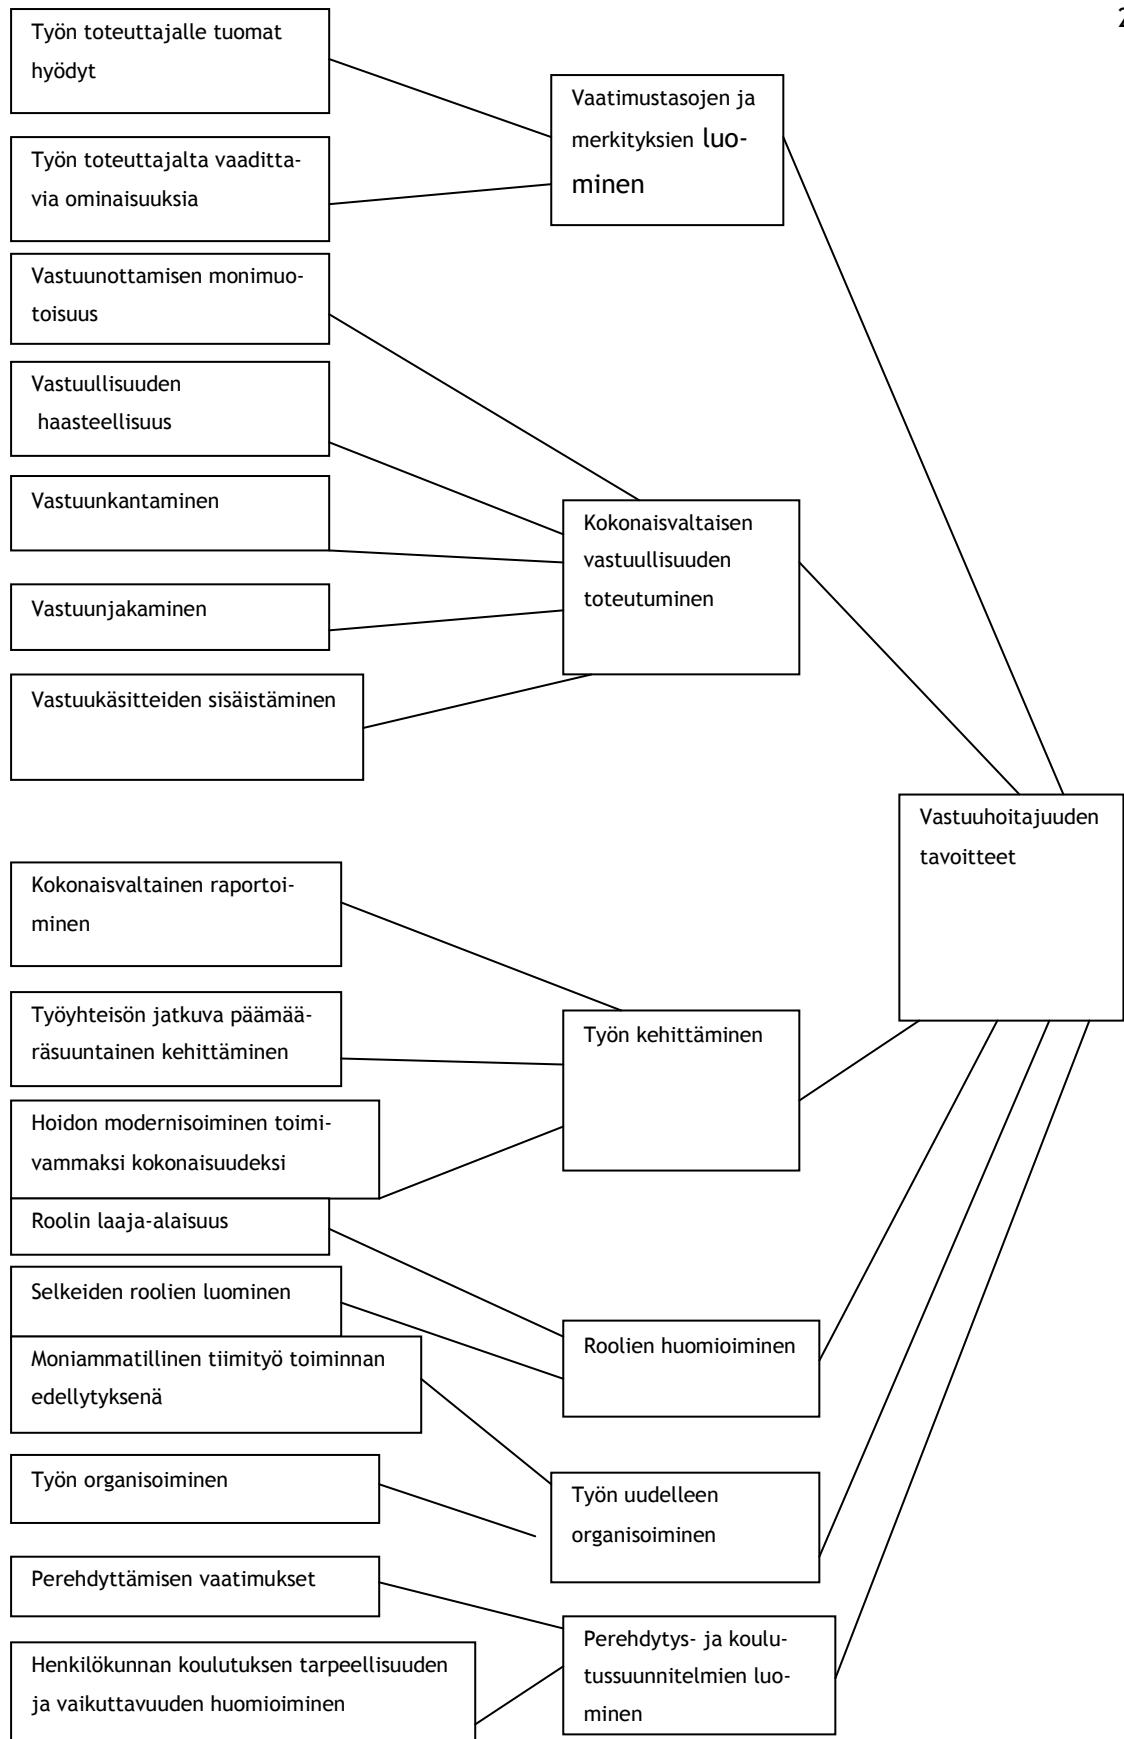 2
Työn toteuttajalle tuomat
hyödyt
Työn toteuttajalta vaaditta-
via ominaisuuksia
Vaatimustasojen ja
merkityksien luo-
minen
Vastuunottamisen monimuo-
toisuus
Vastuullisuuden
haasteellisuus
Vastuunkantaminen
Vastuunjakaminen
Vastuukäsitteiden sisäistäminen
Kokonaisvaltaisen
vastuullisuuden
toteutuminen
Vastuuhoitajuuden
tavoitteet
Kokonaisvaltainen raportoi-
minen
Työyhteisön jatkuva päämää-
räsuuntainen kehittäminen
Hoidon modernisoiminen toimi-
vammaksi kokonaisuudeksi
Työn kehittäminen
Roolin laaja-alaisuus
Selkeiden roolien luominen
Roolien huomioiminen
Moniammatillinen tiimityö toiminnan
edellytyksenä
Työn organisoiminen
Työn uudelleen
organisoiminen
Perehdyttämisen vaatimukset
Henkilökunnan koulutuksen tarpeellisuuden
ja vaikuttavuuden huomioiminen
Perehdytys- ja koulu-
tussuunnitelmien luo-
minen